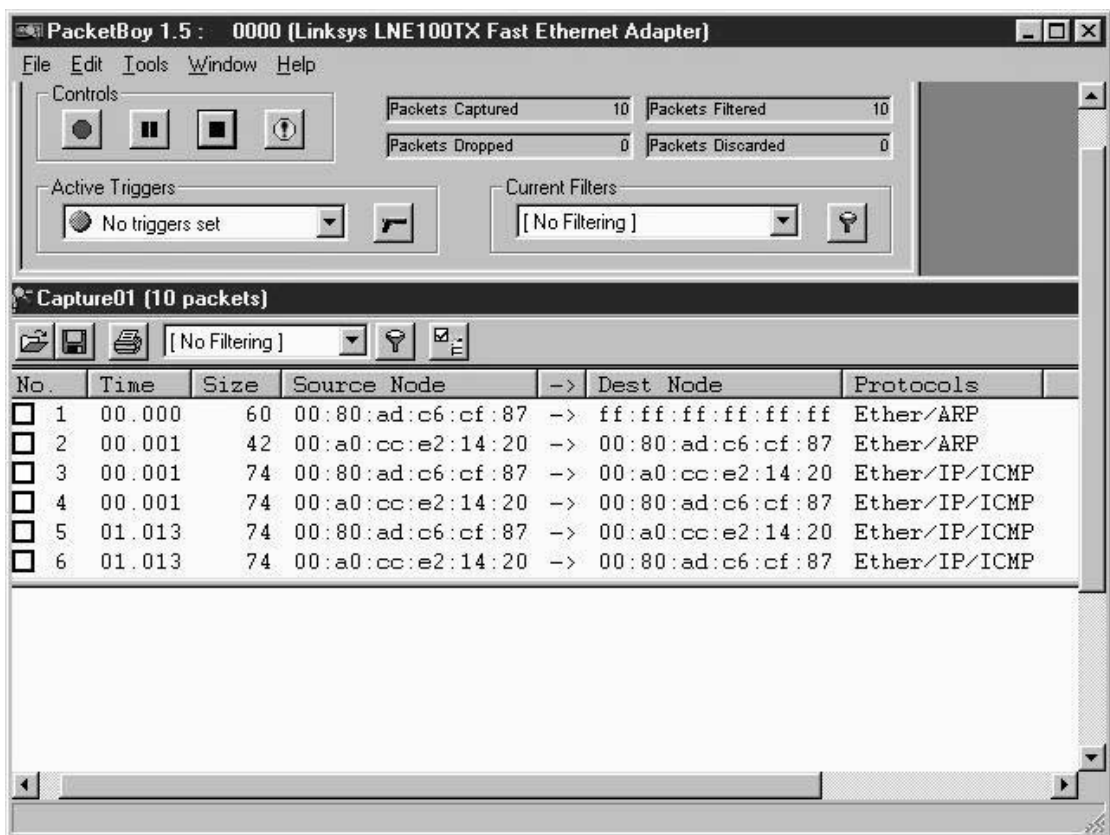 PacketBoy 1.5 : 0000 (Linksys LNE100TX Fast Ethernet Adapter)
File Edit Tools Window Help
Controls
Packets Captured 10 Packets Filtered 10
Packets Dropped 0 Packets Discarded 0
Active Triggers Current Filters
No triggers set [ No Filtering ]
Capture01 (10 packets)
[ No Filtering ]
No. Time Size Source Node -> Dest Node Protocols
1 00.000 60 00:80:ad:c6:cf:87 -> ff:ff:ff:ff:ff:ff Ether/ARP
2 00.001 42 00:a0:cc:e2:14:20 -> 00:80:ad:c6:cf:87 Ether/ARP
3 00.001 74 00:80:ad:c6:cf:87 -> 00:a0:cc:e2:14:20 Ether/IP/ICMP
4 00.001 74 00:a0:cc:e2:14:20 -> 00:80:ad:c6:cf:87 Ether/IP/ICMP
5 01.013 74 00:80:ad:c6:cf:87 -> 00:a0:cc:e2:14:20 Ether/IP/ICMP
6 01.013 74 00:a0:cc:e2:14:20 -> 00:80:ad:c6:cf:87 Ether/IP/ICMP